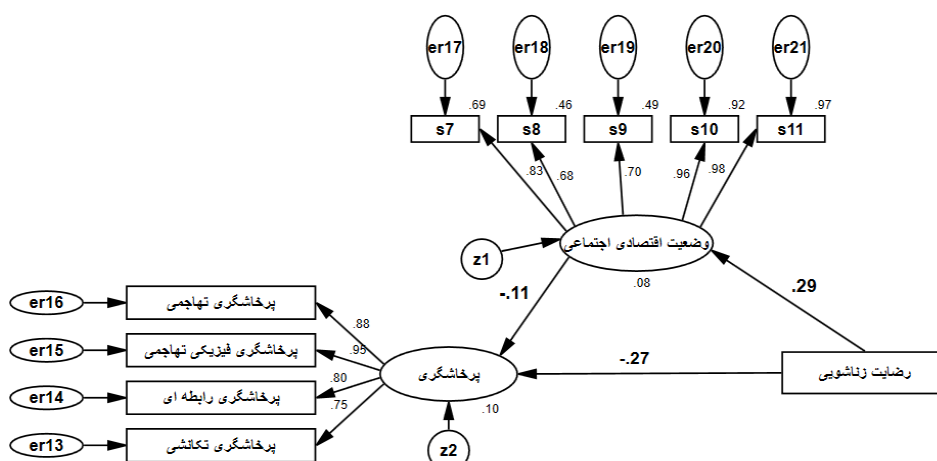 er17 er18 er19 er20 er21
.69 .46 .49 .92 .97
s7 s8 s9 s10 s11
.83 .68 .70 .96 .98
وضعیت اقتصادی اجتماعی
z1
.08
-.11
.29
er16
پرخاشگری تهاجمی
.88
er15
پرخاشگری فیزیکی تهاجمی
.95
-.27
رضایت زناشویی
پرخاشگری
er14
پرخاشگری رابطه ای
.80
.75
.10
er13
پرخاشگری تکانشی
z2